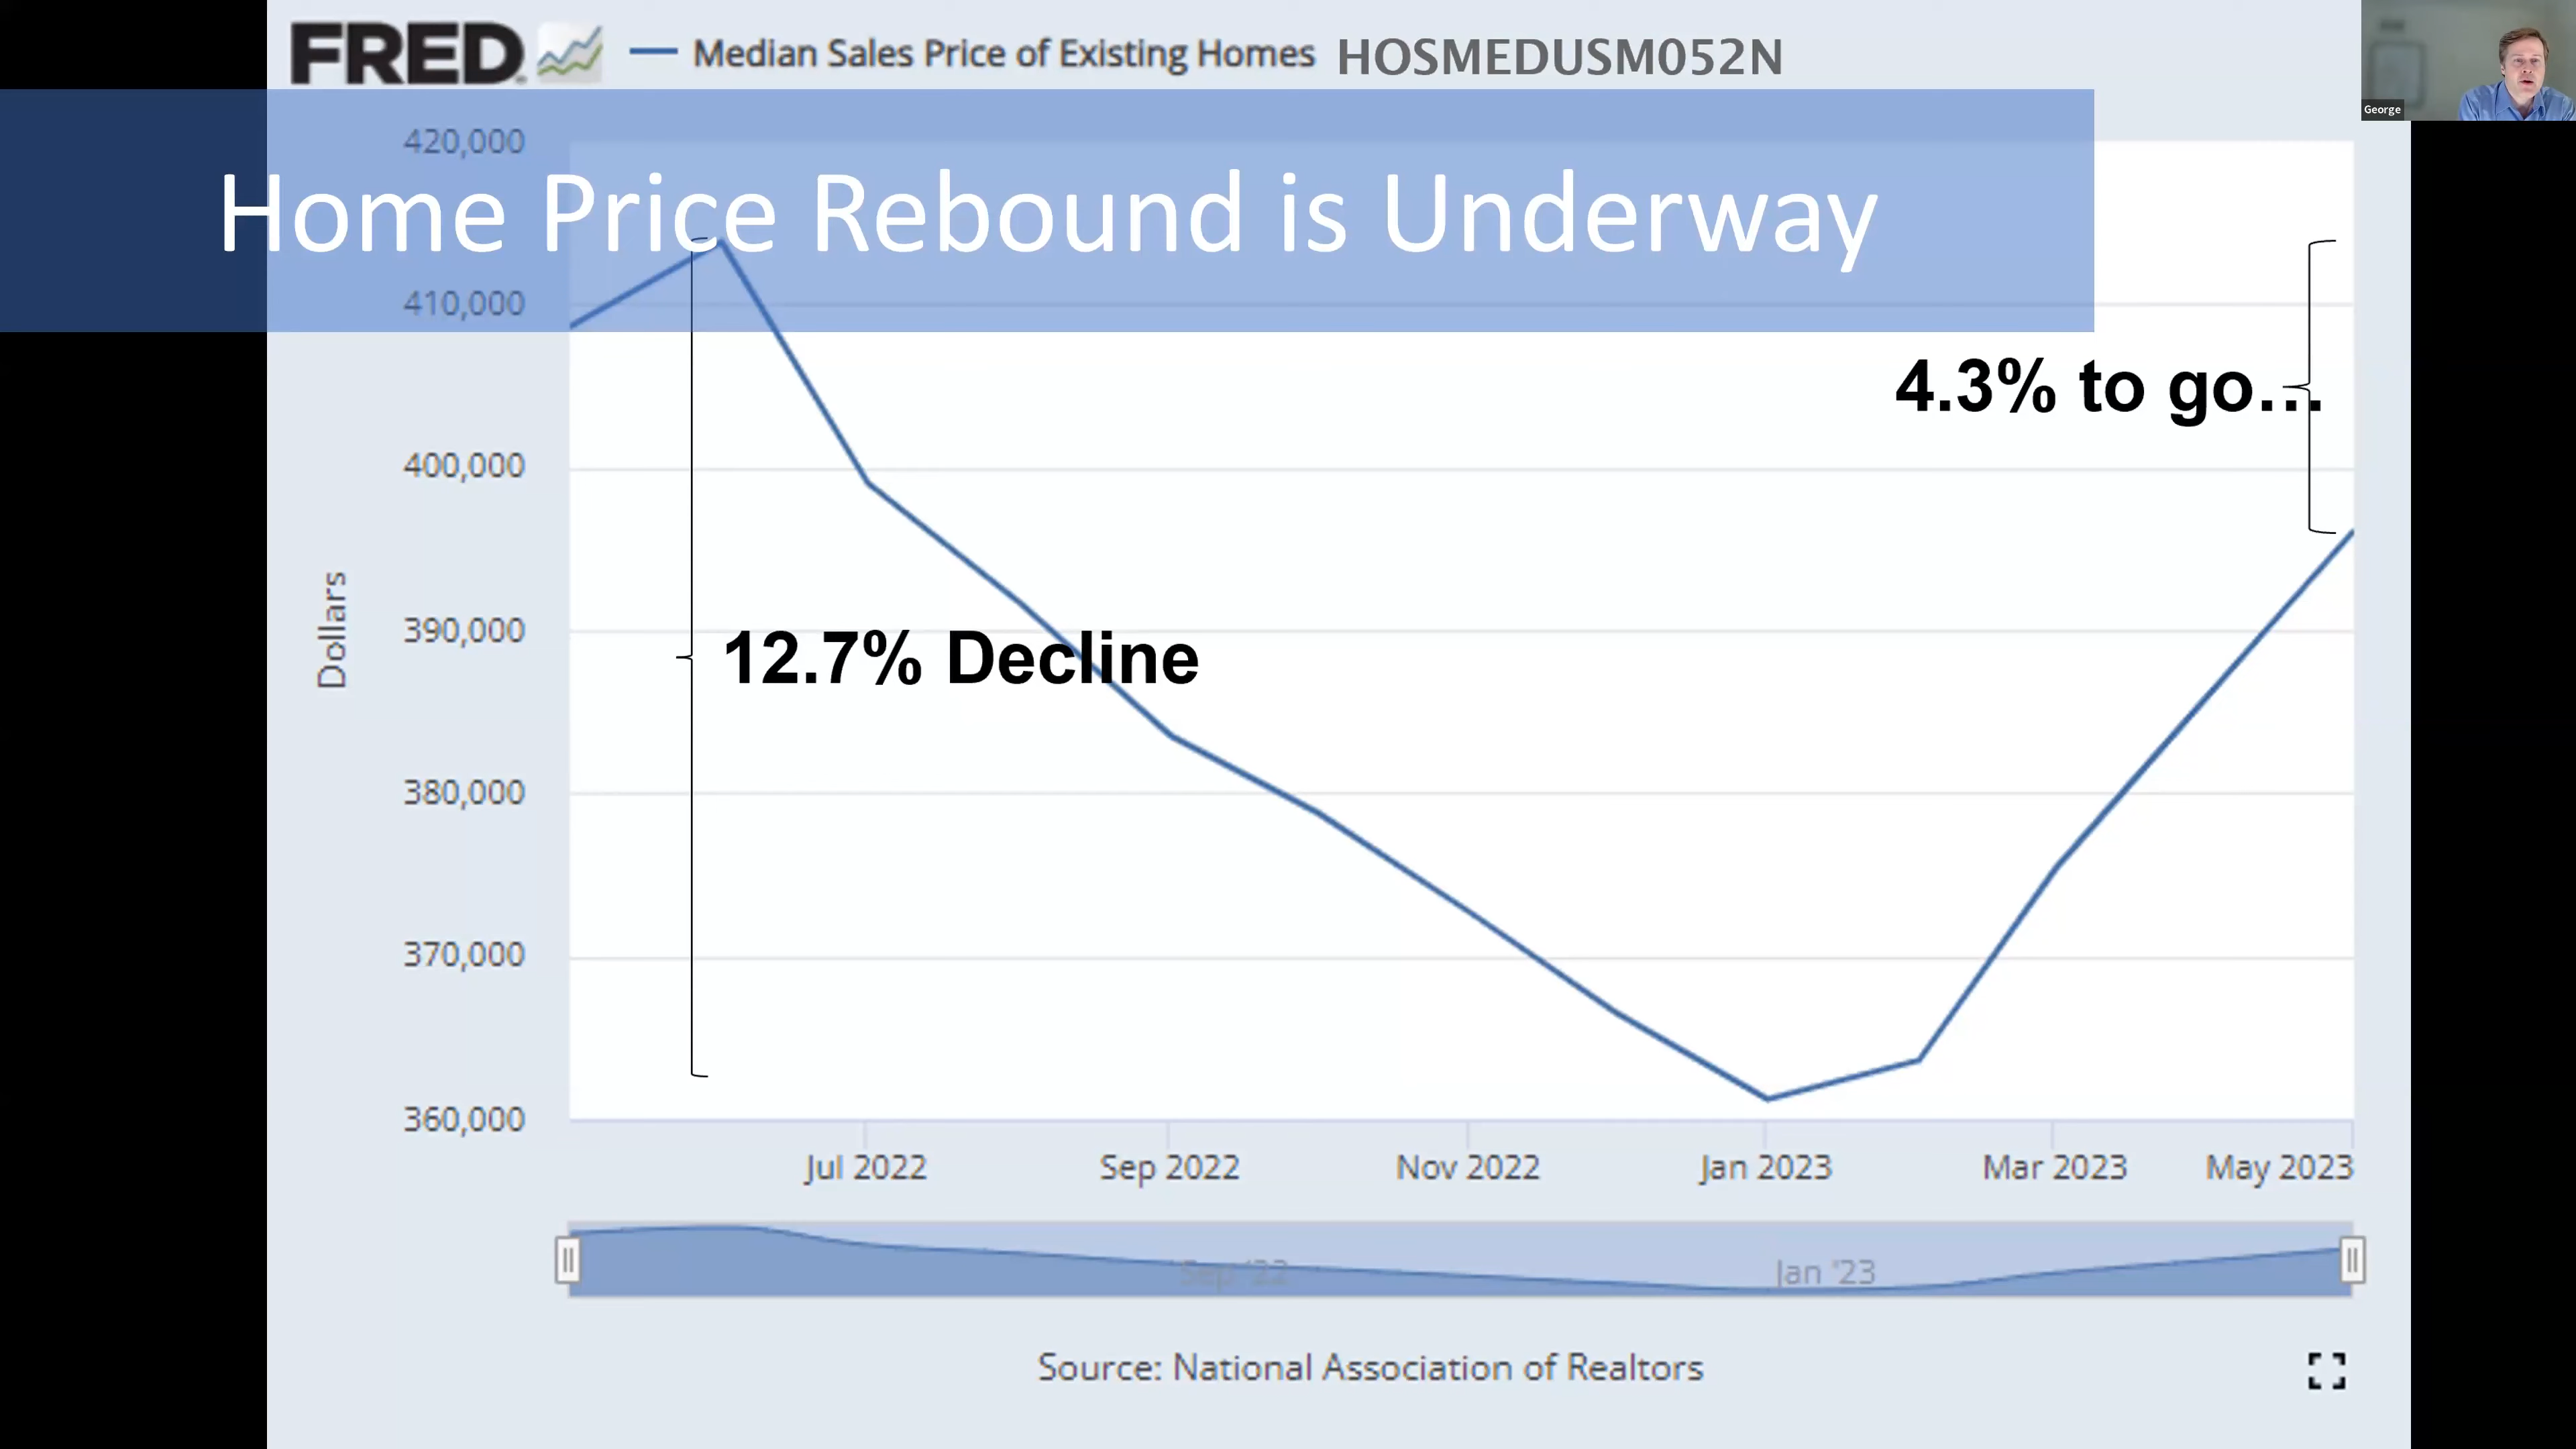 FRED Median Sales Price of Existing Homes HOSMEDUSM052N
George
Home Price Rebound is Underway
420,000
410,000
400,000
390,000
380,000
370,000
360,000
Dollars
4.3% to go...
12.7% Decline
Jul 2022 Sep 2022 Nov 2022 Jan 2023 Mar 2023 May 2023
Sep '22 Jan '23
Source: National Association of Realtors